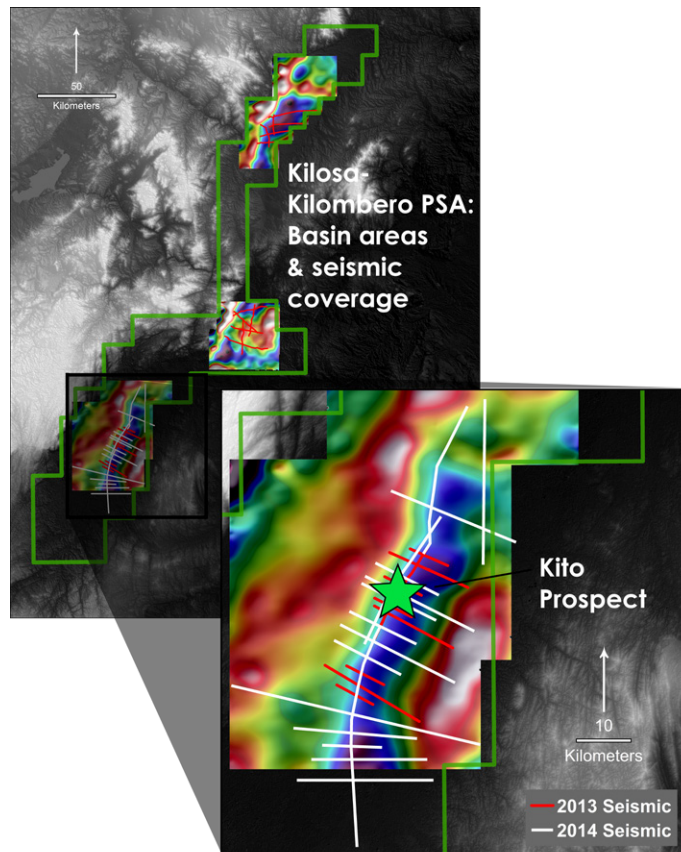 50
Kilometers
Kilosa-
Kilombero PSA:
Basin areas
& seismic
coverage
Kito
Prospect
10
Kilometers
2013 Seismic
2014 Seismic